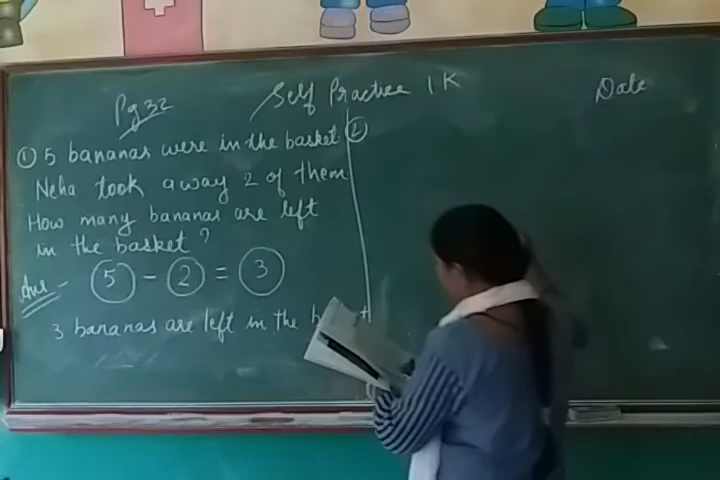 Pg 32 Self Practice 1K Date
① 5 bananas were in the basket
Neha took away 2 of them
How many bananas are left
in the basket?
Ans:- 5 - 2 = 3
3 bananas are left in the
②